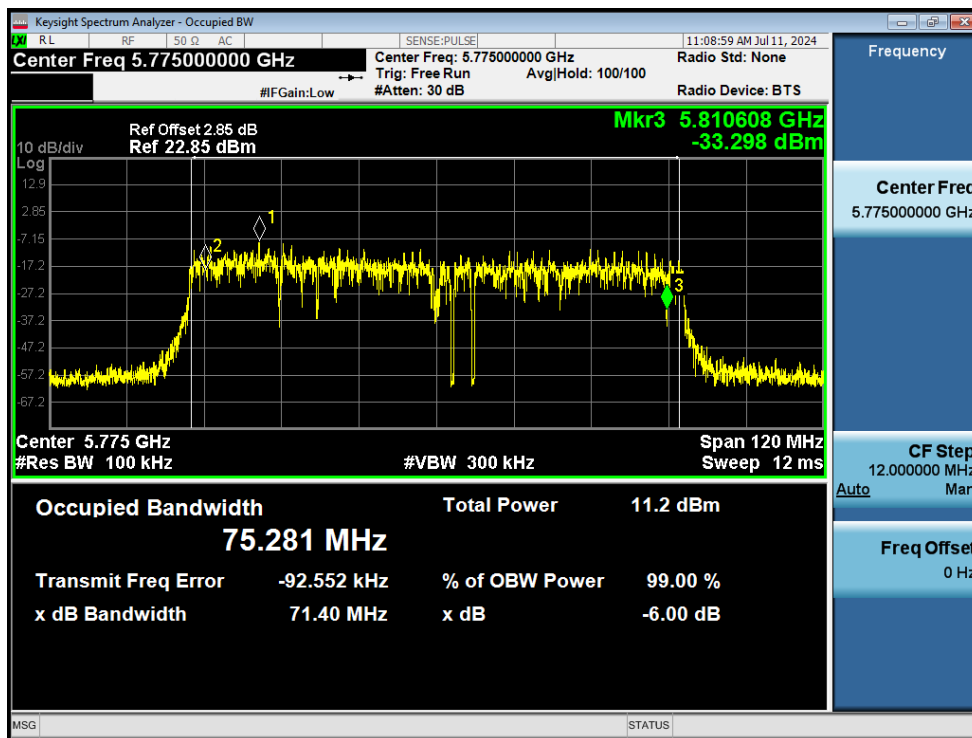 Keysight Spectrum Analyzer - Occupied BW
LXI RL RF 50 Ω AC SENSE:PULSE 11:08:59 AM Jul 11, 2024
Center Freq 5.775000000 GHz
Center Freq: 5.775000000 GHz Radio Std: None
Trig: Free Run Avg|Hold: 100/100
#IFGain:Low #Atten: 30 dB Radio Device: BTS
Mkr3 5.810608 GHz
-33.298 dBm
Ref Offset 2.85 dB
10 dB/div Ref 22.85 dBm
Log
12.9
2.85
-7.15
-17.2
-27.2
-37.2
-47.2
-57.2
-67.2
1
2
3
Center 5.775 GHz Span 120 MHz
#Res BW 100 kHz #VBW 300 kHz Sweep 12 ms
Occupied Bandwidth Total Power 11.2 dBm
75.281 MHz
Transmit Freq Error -92.552 kHz % of OBW Power 99.00 %
x dB Bandwidth 71.40 MHz x dB -6.00 dB
MSG STATUS
Frequency
Center Freq
5.775000000 GHz
CF Step
12.000000 MHz
Auto Man
Freq Offset
0 Hz